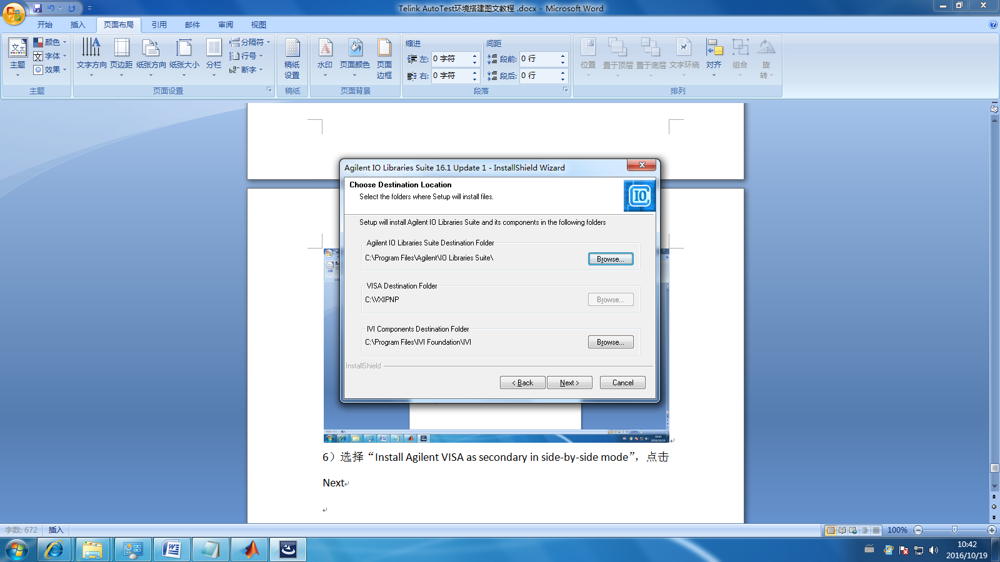 Telink AutoTest环境搭建图文教程 .docx - Microsoft Word
开始 插入 页面布局 引用 邮件 审阅 视图
主题 颜色 字体 效果
文字方向 页边距 纸张方向 纸张大小 分栏 分隔符 行号 断字
稿纸设置
水印 页面颜色 页面边框
缩进 左: 0 字符 右: 0 字符
间距 段前: 0 行 段后: 0 行
位置 置于顶层 置于底层 文字环绕 对齐 组合 旋转
主题 页面设置 稿纸 页面背景 段落 排列
Agilent IO Libraries Suite 16.1 Update 1 - InstallShield Wizard
Choose Destination Location
Select the folders where Setup will install files.
IO
Setup will install Agilent IO Libraries Suite and its components in the following folders
Agilent IO Libraries Suite Destination Folder
C:\Program Files\Agilent\IO Libraries Suite\
Browse...
VISA Destination Folder
C:\VXIPNP
Browse...
IVI Components Destination Folder
C:\Program Files\IVI Foundation\IVI
Browse...
InstallShield
< Back Next > Cancel
6）选择“Install Agilent VISA as secondary in side-by-side mode”，点击
Next
字数: 672 插入
100%
10:42
2016/10/19